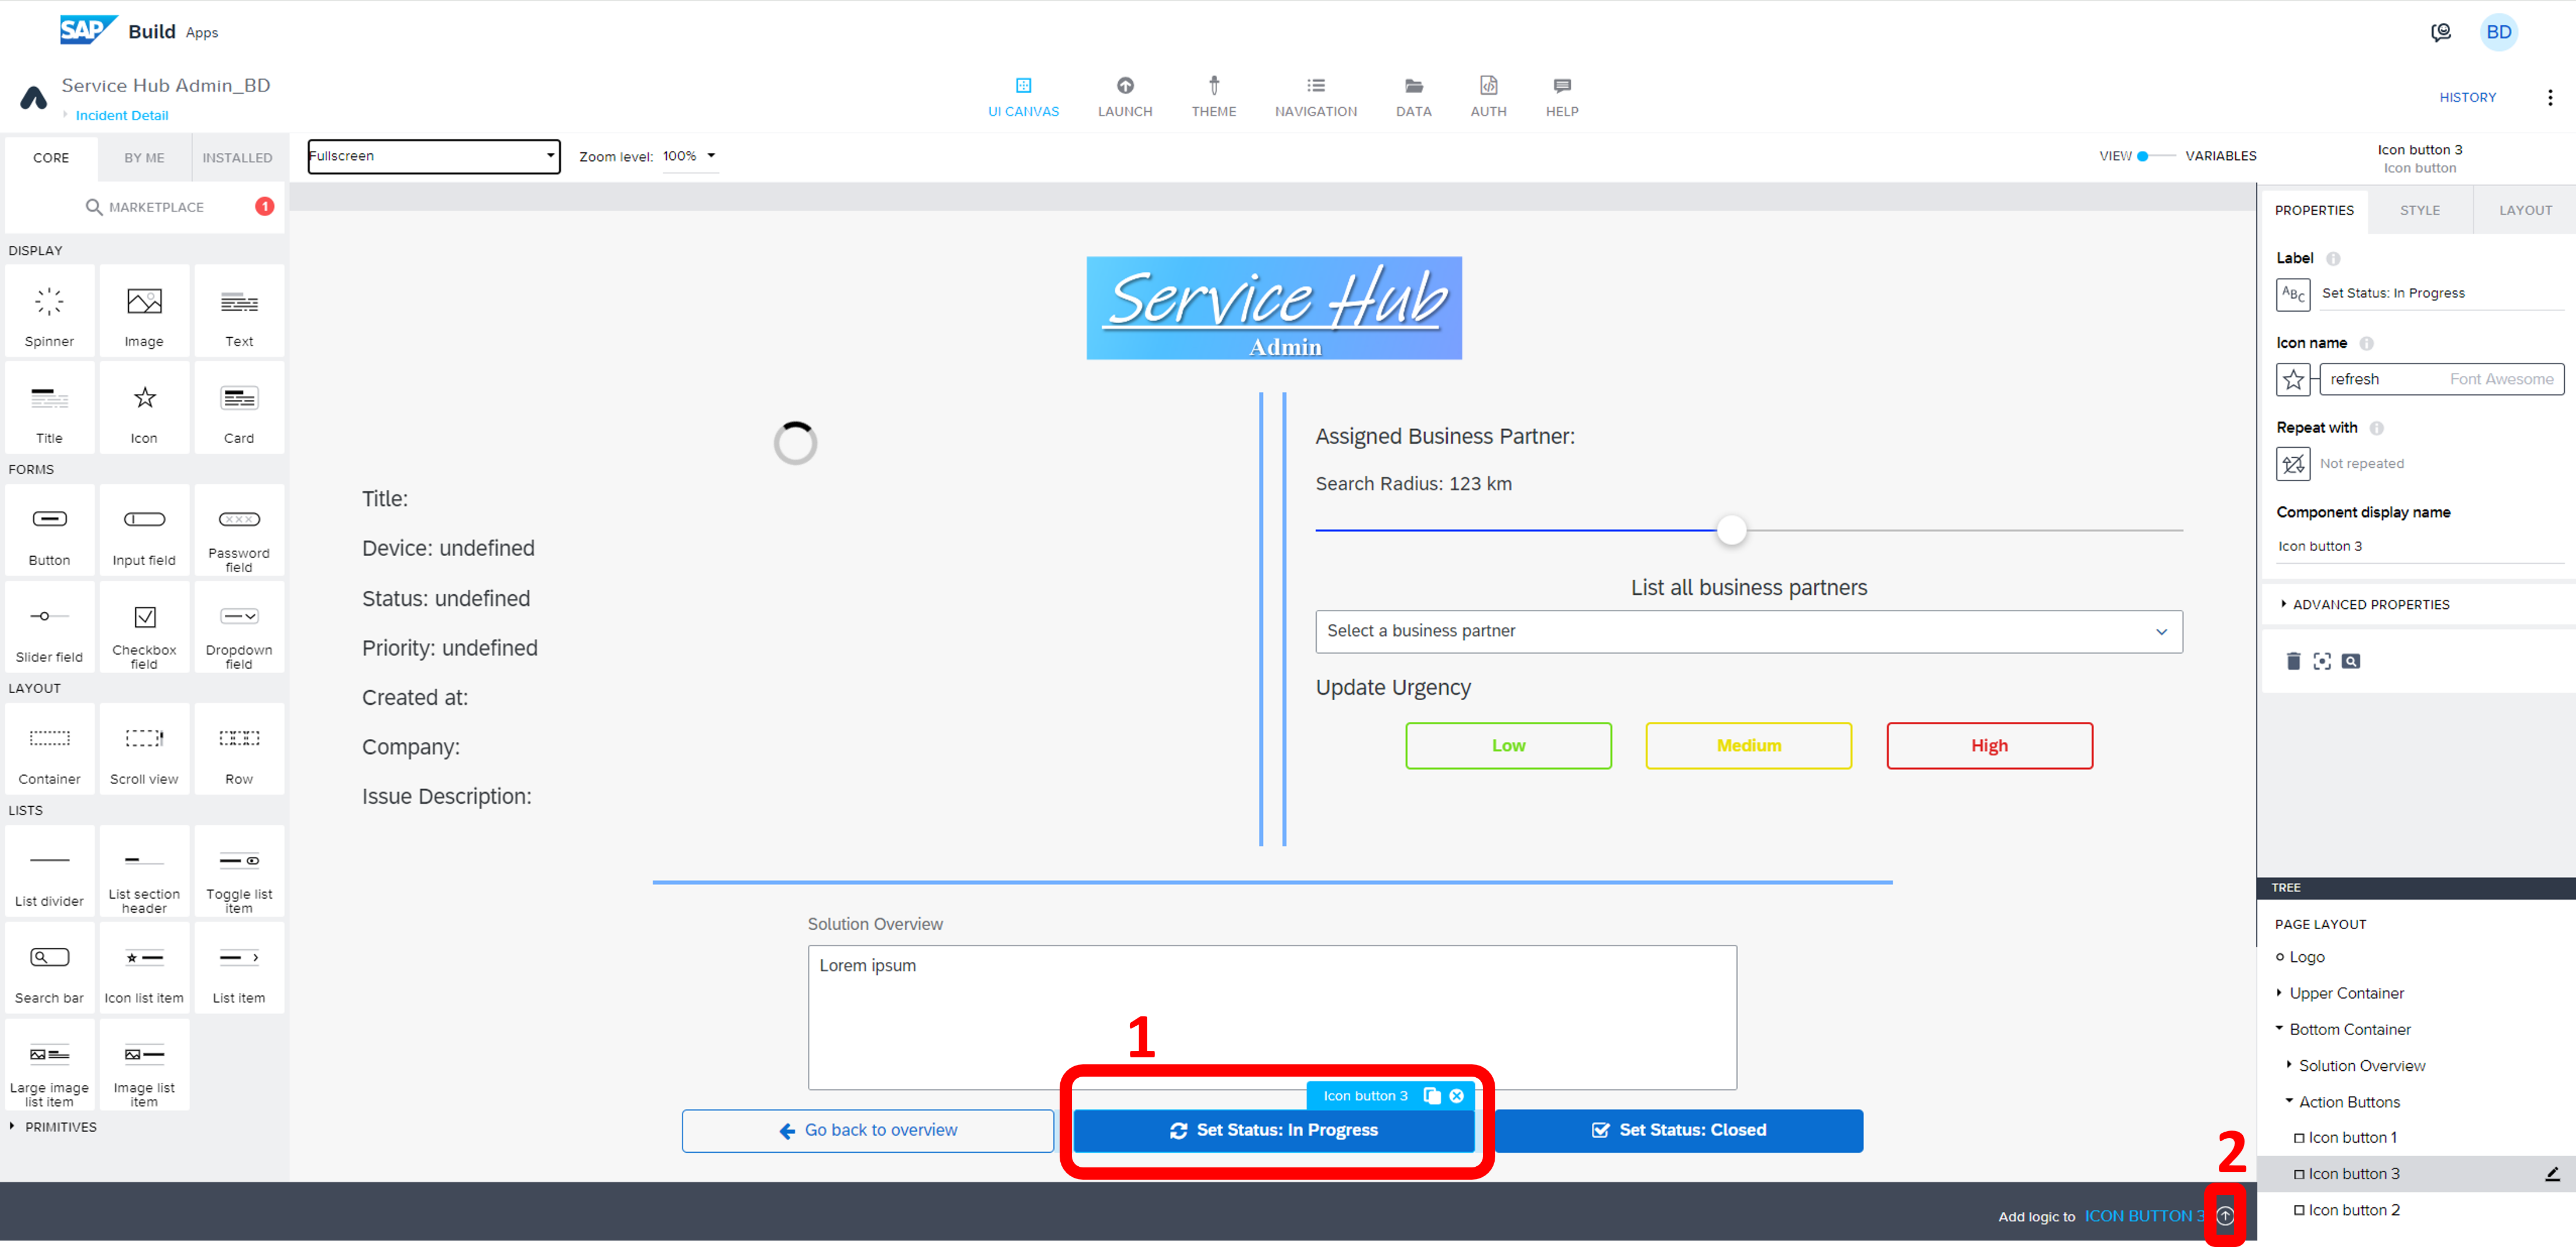 SAP Build Apps
BD
Service Hub Admin_BD
Incident Detail
UI CANVAS
LAUNCH
THEME
NAVIGATION
DATA
AUTH
HELP
HISTORY
CORE
BY ME
INSTALLED
MARKETPLACE
1
Fullscreen
Zoom level: 100%
VIEW
VARIABLES
Icon button 3
Icon button
DISPLAY
Spinner
Image
Text
Title
Icon
Card
FORMS
Button
Input field
Password
field
Slider field
Checkbox
field
Dropdown
field
LAYOUT
Container
Scroll view
Row
LISTS
List divider
List section
header
Toggle list
item
Search bar
Icon list item
List item
Large image
list item
Image list
item
PRIMITIVES
Service Hub
Admin
Title:
Device: undefined
Status: undefined
Priority: undefined
Created at:
Company:
Issue Description:
Assigned Business Partner:
Search Radius: 123 km
List all business partners
Select a business partner
Update Urgency
Low
Medium
High
Solution Overview
Lorem ipsum
1
Icon button 3
Go back to overview
Set Status: In Progress
Set Status: Closed
2
Add logic to ICON BUTTON 3
PROPERTIES
STYLE
LAYOUT
Label
ABC
Set Status: In Progress
Icon name
refresh
Font Awesome
Repeat with
Not repeated
Component display name
Icon button 3
ADVANCED PROPERTIES
TREE
PAGE LAYOUT
Logo
Upper Container
Bottom Container
Solution Overview
Action Buttons
Icon button 1
Icon button 3
Icon button 2